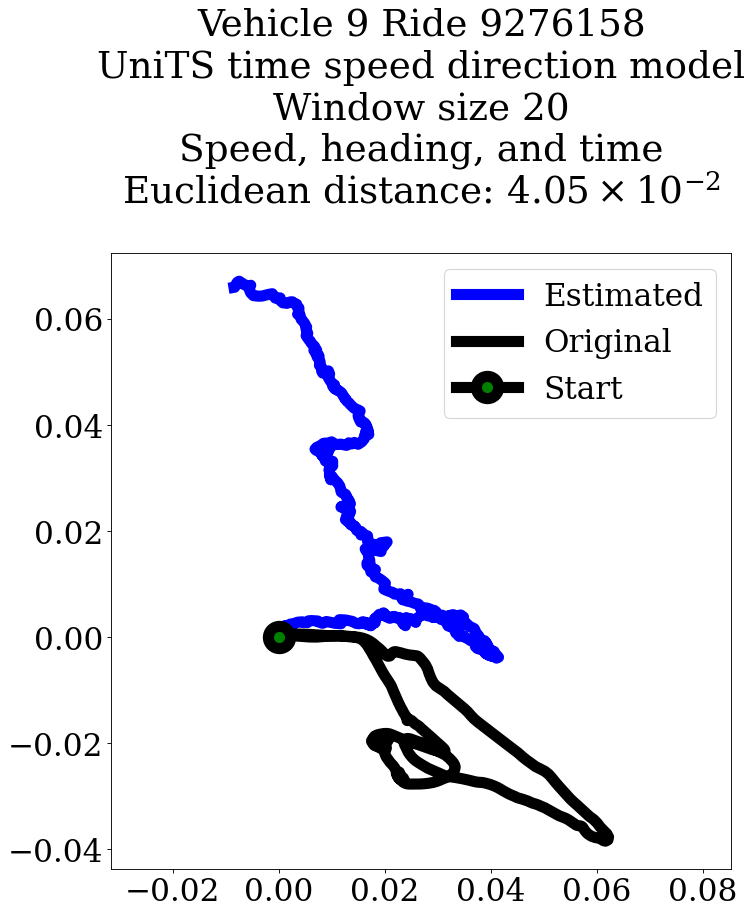 Vehicle 9 Ride 9276158
UniTS time speed direction model
Window size 20
Speed, heading, and time
Euclidean distance: $4.05 \times 10^{-2}$
Estimated
Original
Start
0.06
0.04
0.02
0.00
−0.02
−0.04
−0.02 0.00 0.02 0.04 0.06 0.08